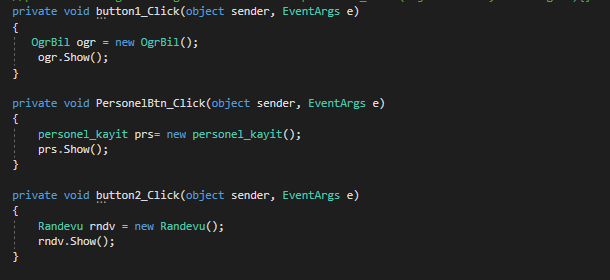 private void button1_Click(object sender, EventArgs e)
{
OgrBil ogr = new OgrBil();
ogr.Show();
}
private void PersonelBtn_Click(object sender, EventArgs e)
{
personel_kayit prs= new personel_kayit();
prs.Show();
}
private void button2_Click(object sender, EventArgs e)
{
Randevu rndv = new Randevu();
rndv.Show();
}